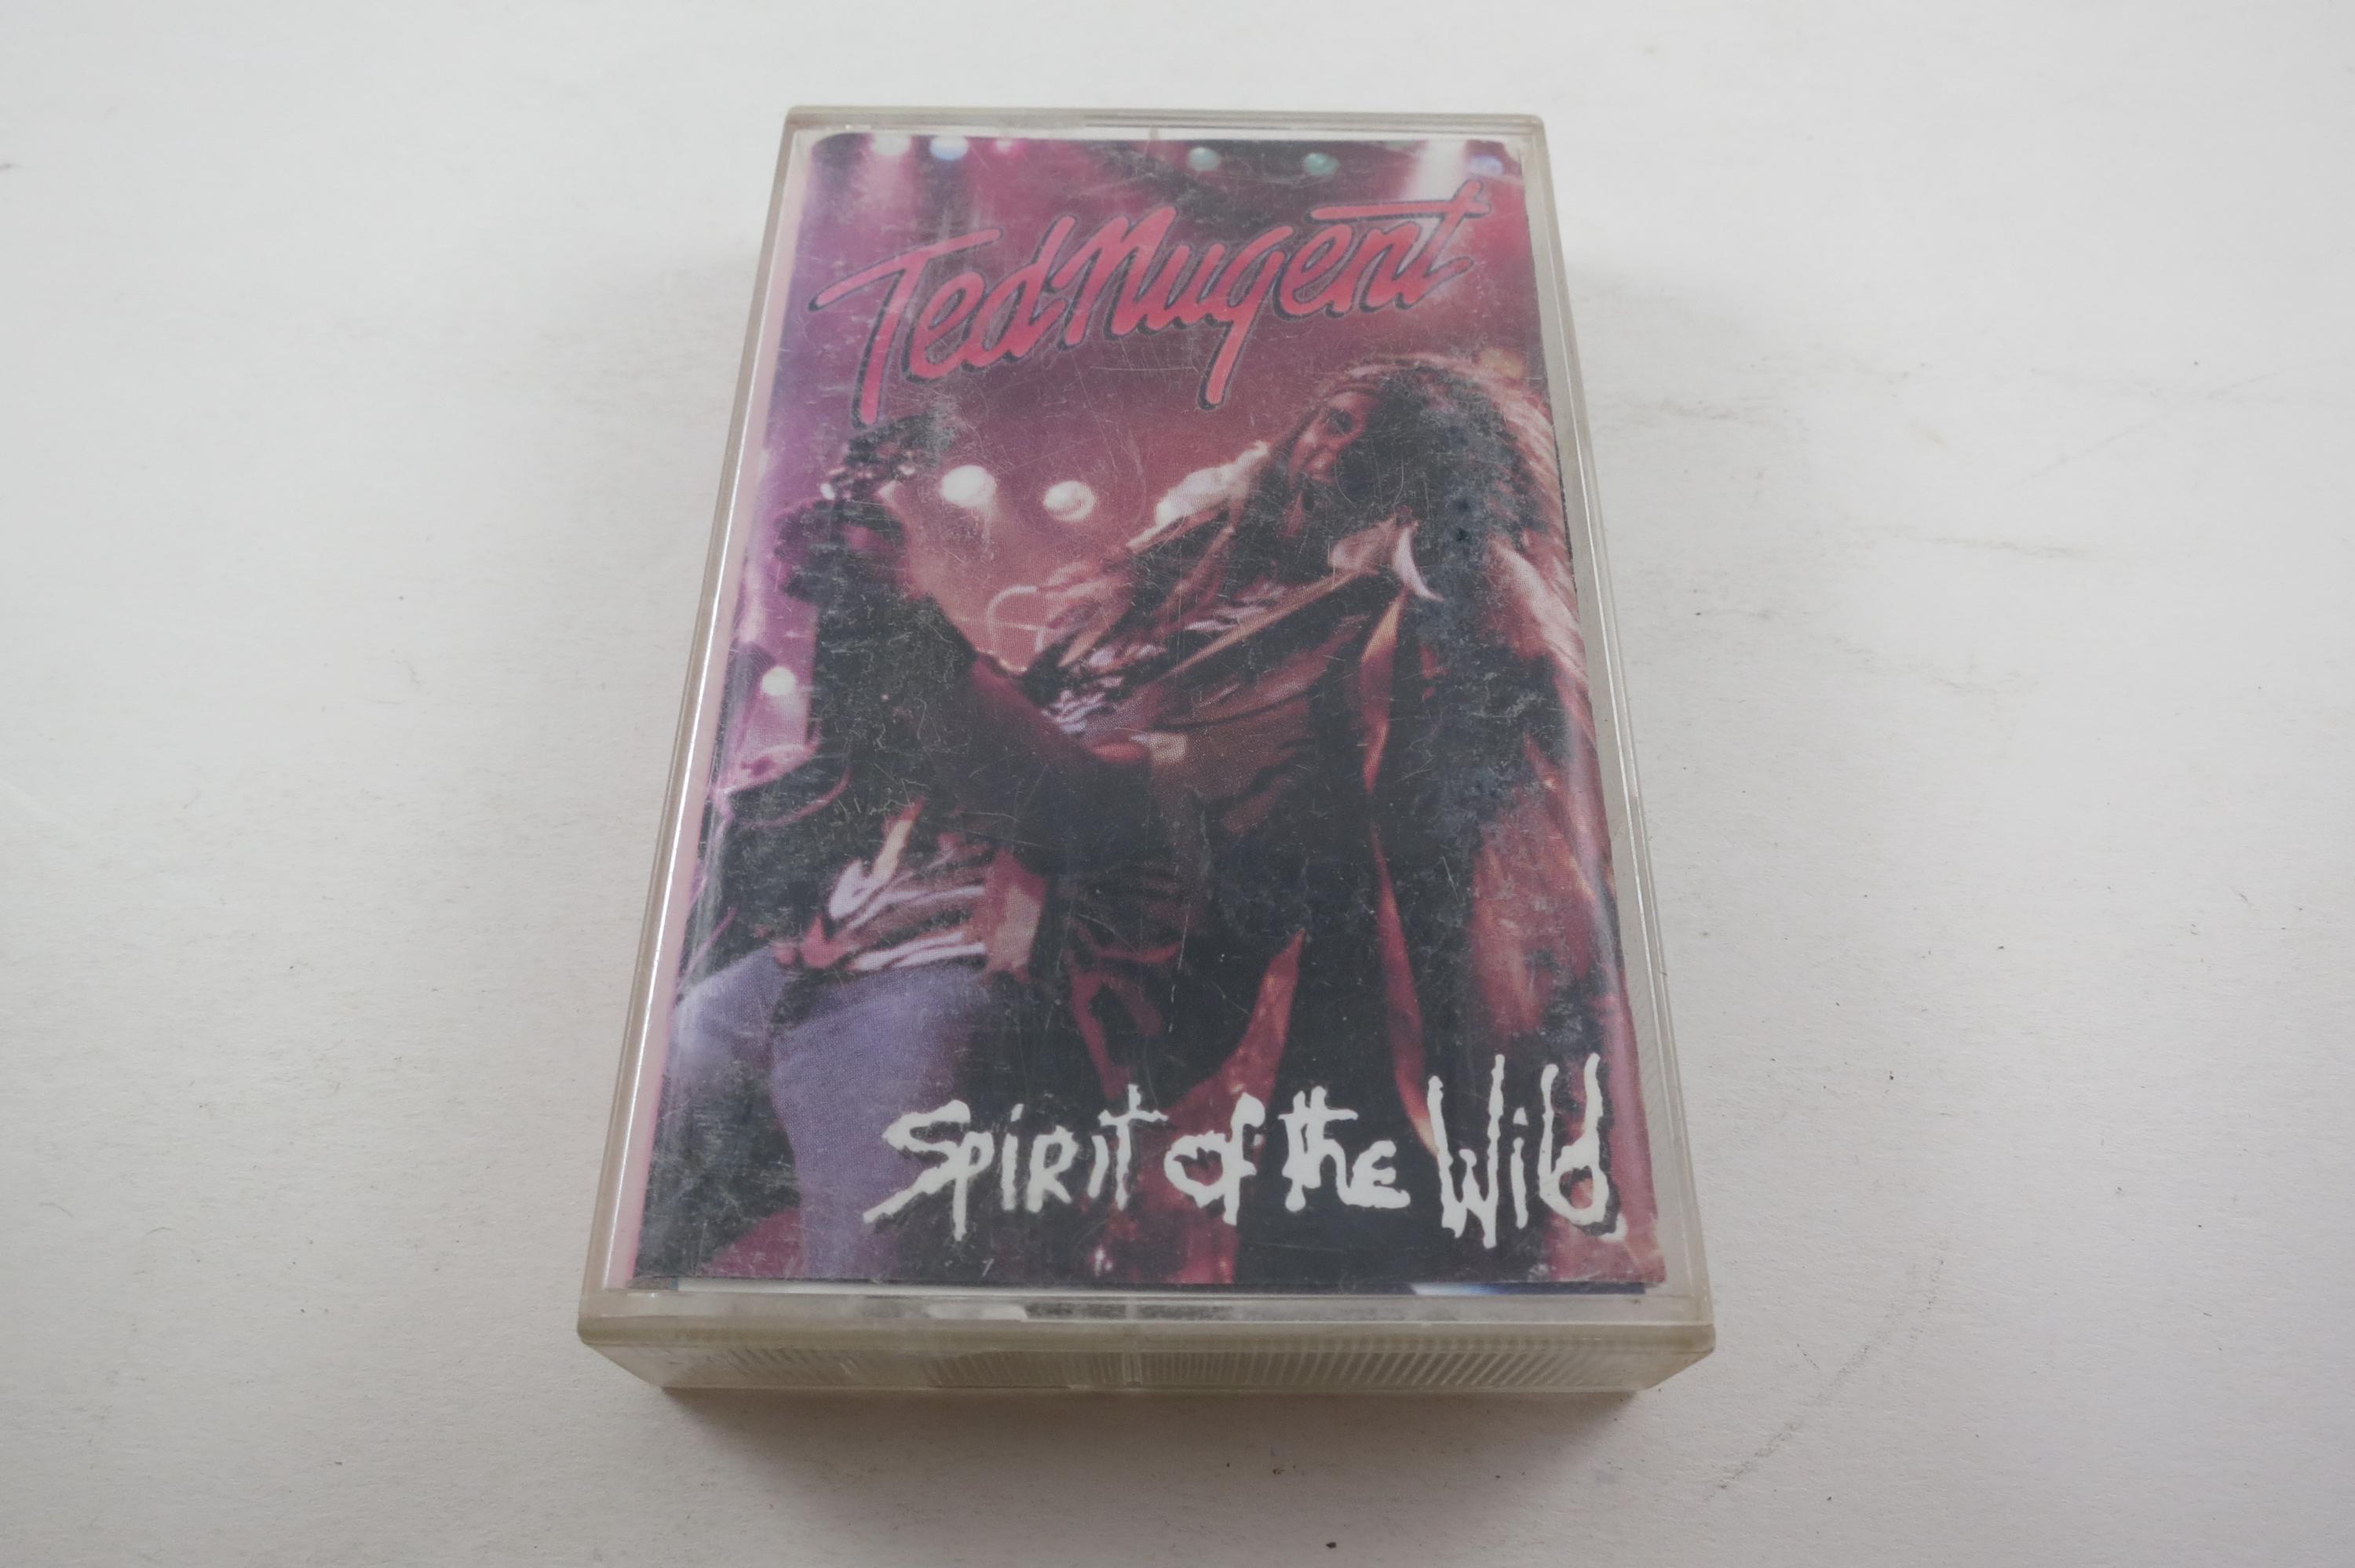 Ted Nugent
Spirit of the Wild